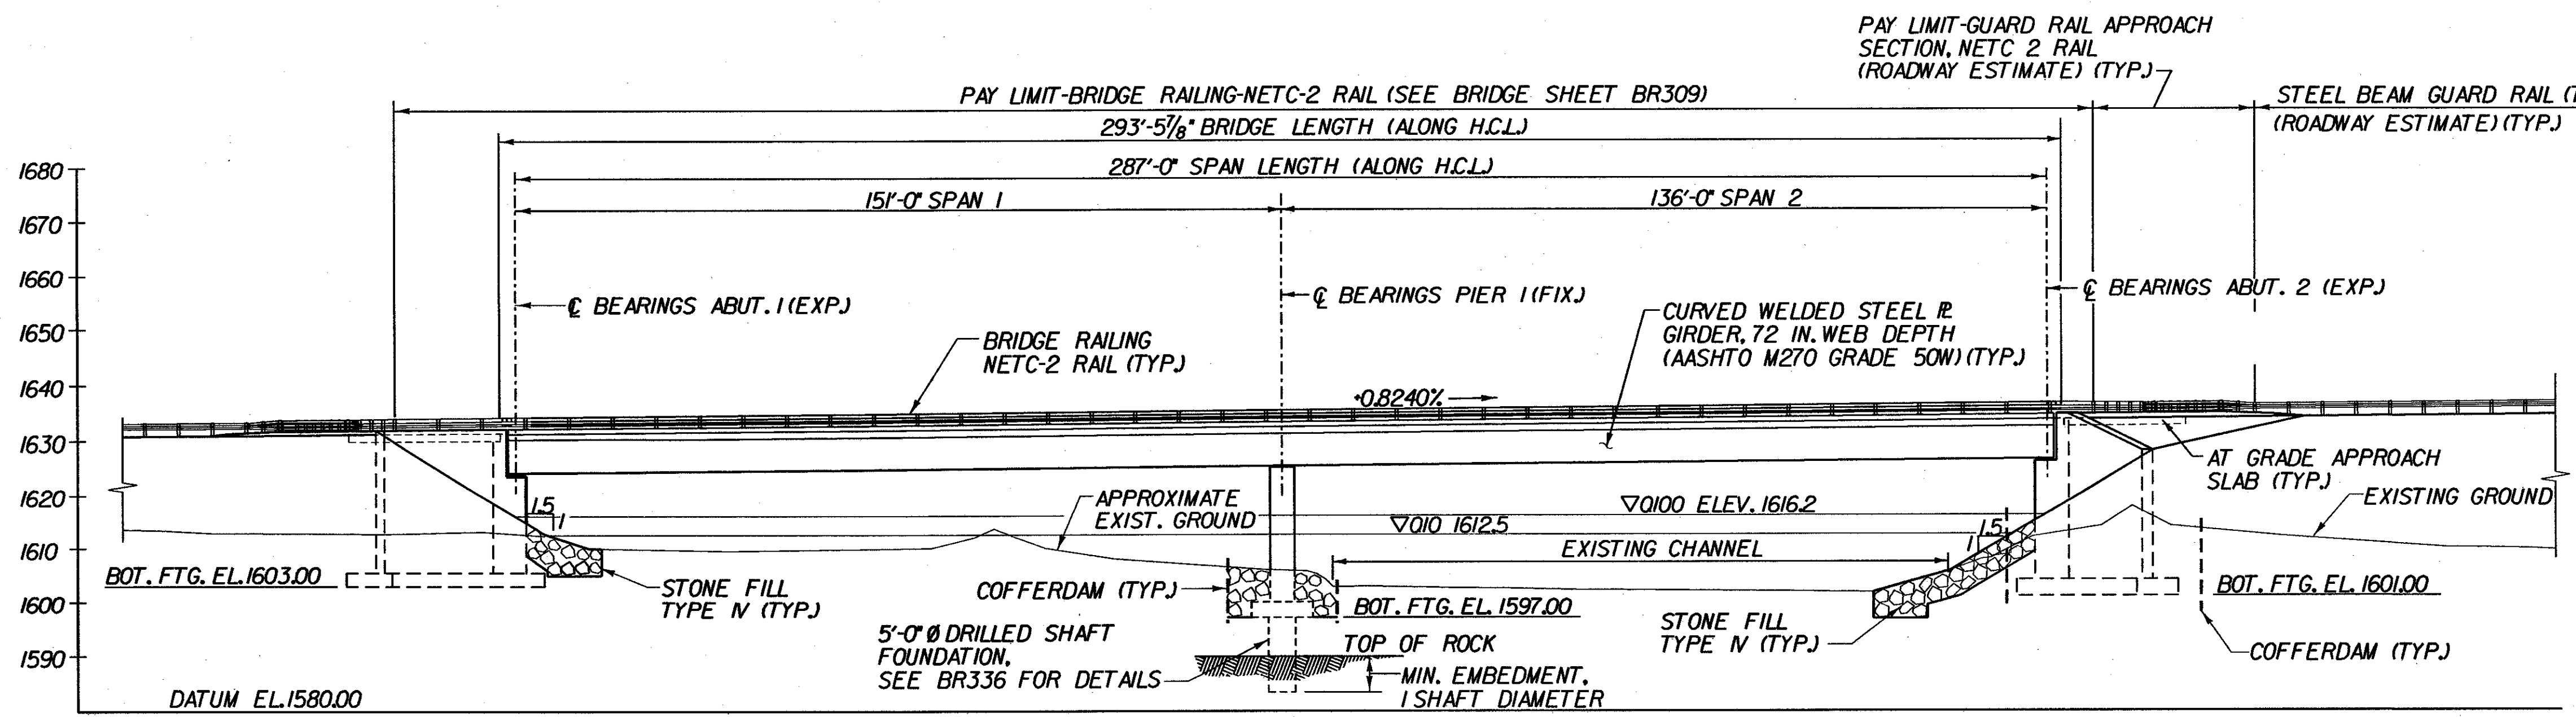 PAY LIMIT-GUARD RAIL APPROACH
SECTION, NETC 2 RAIL
(ROADWAY ESTIMATE) (TYP.)
PAY LIMIT-BRIDGE RAILING-NETC-2 RAIL (SEE BRIDGE SHEET BR309)
STEEL BEAM GUARD RAIL
(ROADWAY ESTIMATE) (TYP.)
293'-5⅞" BRIDGE LENGTH (ALONG H.C.L.)
287'-0" SPAN LENGTH (ALONG H.C.L.)
151'-0" SPAN 1
136'-0" SPAN 2
1680
1670
1660
1650
1640
1630
1620
1610
1600
1590
℄ BEARINGS ABUT. 1 (EXP.)
℄ BEARINGS PIER 1 (FIX.)
℄ BEARINGS ABUT. 2 (EXP.)
BRIDGE RAILING
NETC-2 RAIL (TYP.)
CURVED WELDED STEEL PL
GIRDER, 72 IN. WEB DEPTH
(AASHTO M270 GRADE 50W) (TYP.)
+0.8240%
AT GRADE APPROACH
SLAB (TYP.)
EXISTING GROUND
1.5
1
APPROXIMATE
EXIST. GROUND
▽Q100 ELEV. 1616.2
▽Q10 1612.5
1.5
1
EXISTING CHANNEL
BOT. FTG. EL. 1603.00
STONE FILL
TYPE IV (TYP.)
COFFERDAM (TYP.)
BOT. FTG. EL. 1597.00
STONE FILL
TYPE IV (TYP.)
BOT. FTG. EL. 1601.00
COFFERDAM (TYP.)
5'-0" Ø DRILLED SHAFT
FOUNDATION,
SEE BR336 FOR DETAILS
TOP OF ROCK
MIN. EMBEDMENT,
1 SHAFT DIAMETER
DATUM EL. 1580.00